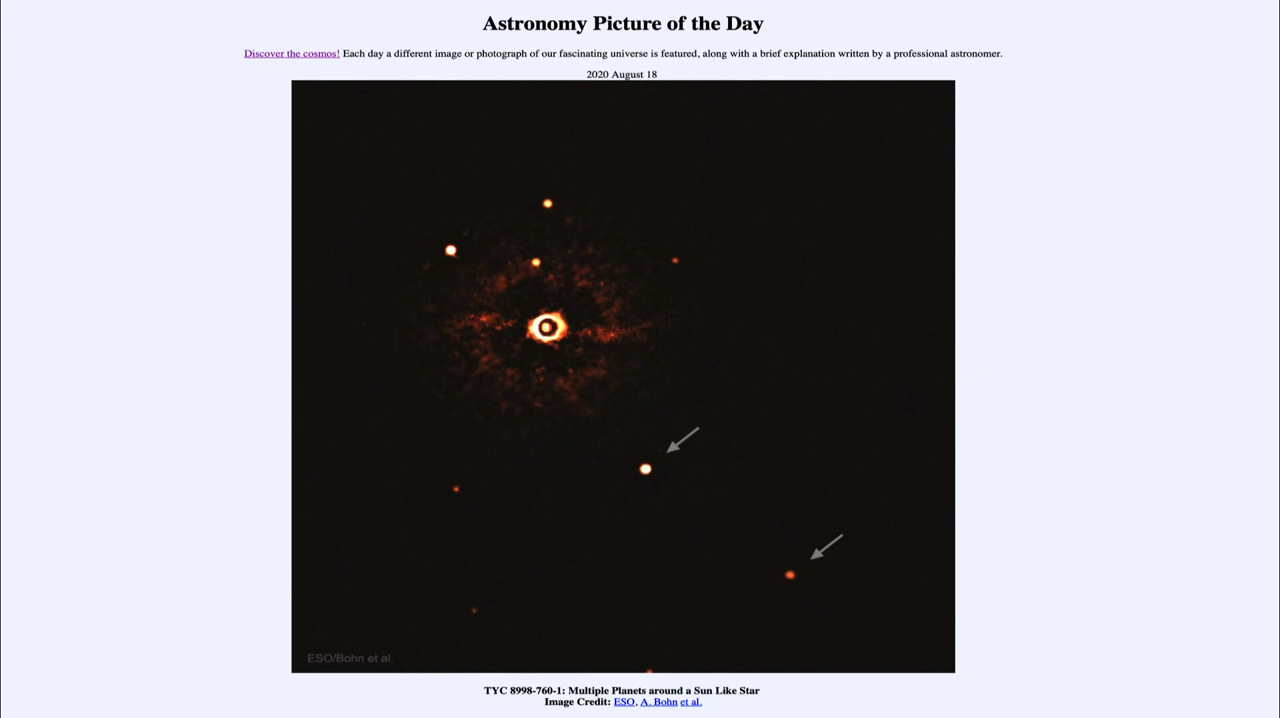 Astronomy Picture of the Day
Discover the cosmos! Each day a different image or photograph of our fascinating universe is featured, along with a brief explanation written by a professional astronomer.
2020 August 18
ESO/Bohn et al.
TYC 8998-760-1: Multiple Planets around a Sun Like Star
Image Credit: ESO, A. Bohn et al.